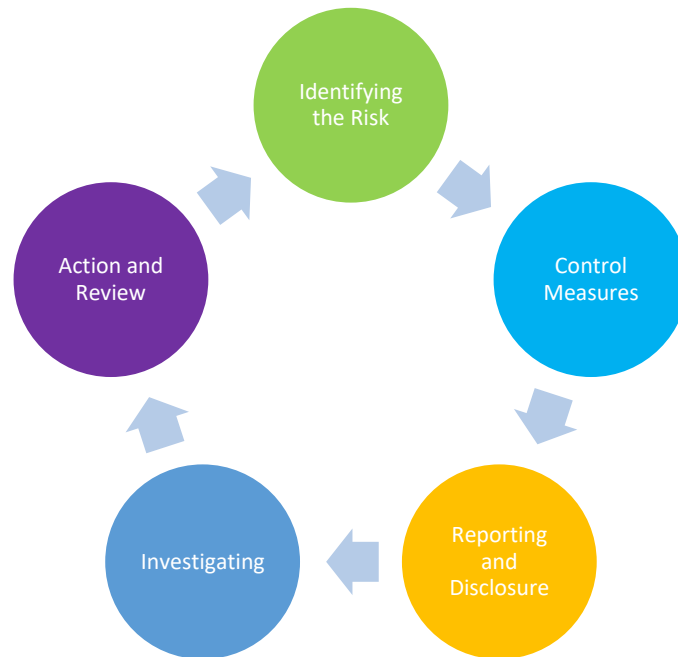 Identifying
the Risk
Control
Measures
Reporting
and
Disclosure
Investigating
Action and
Review